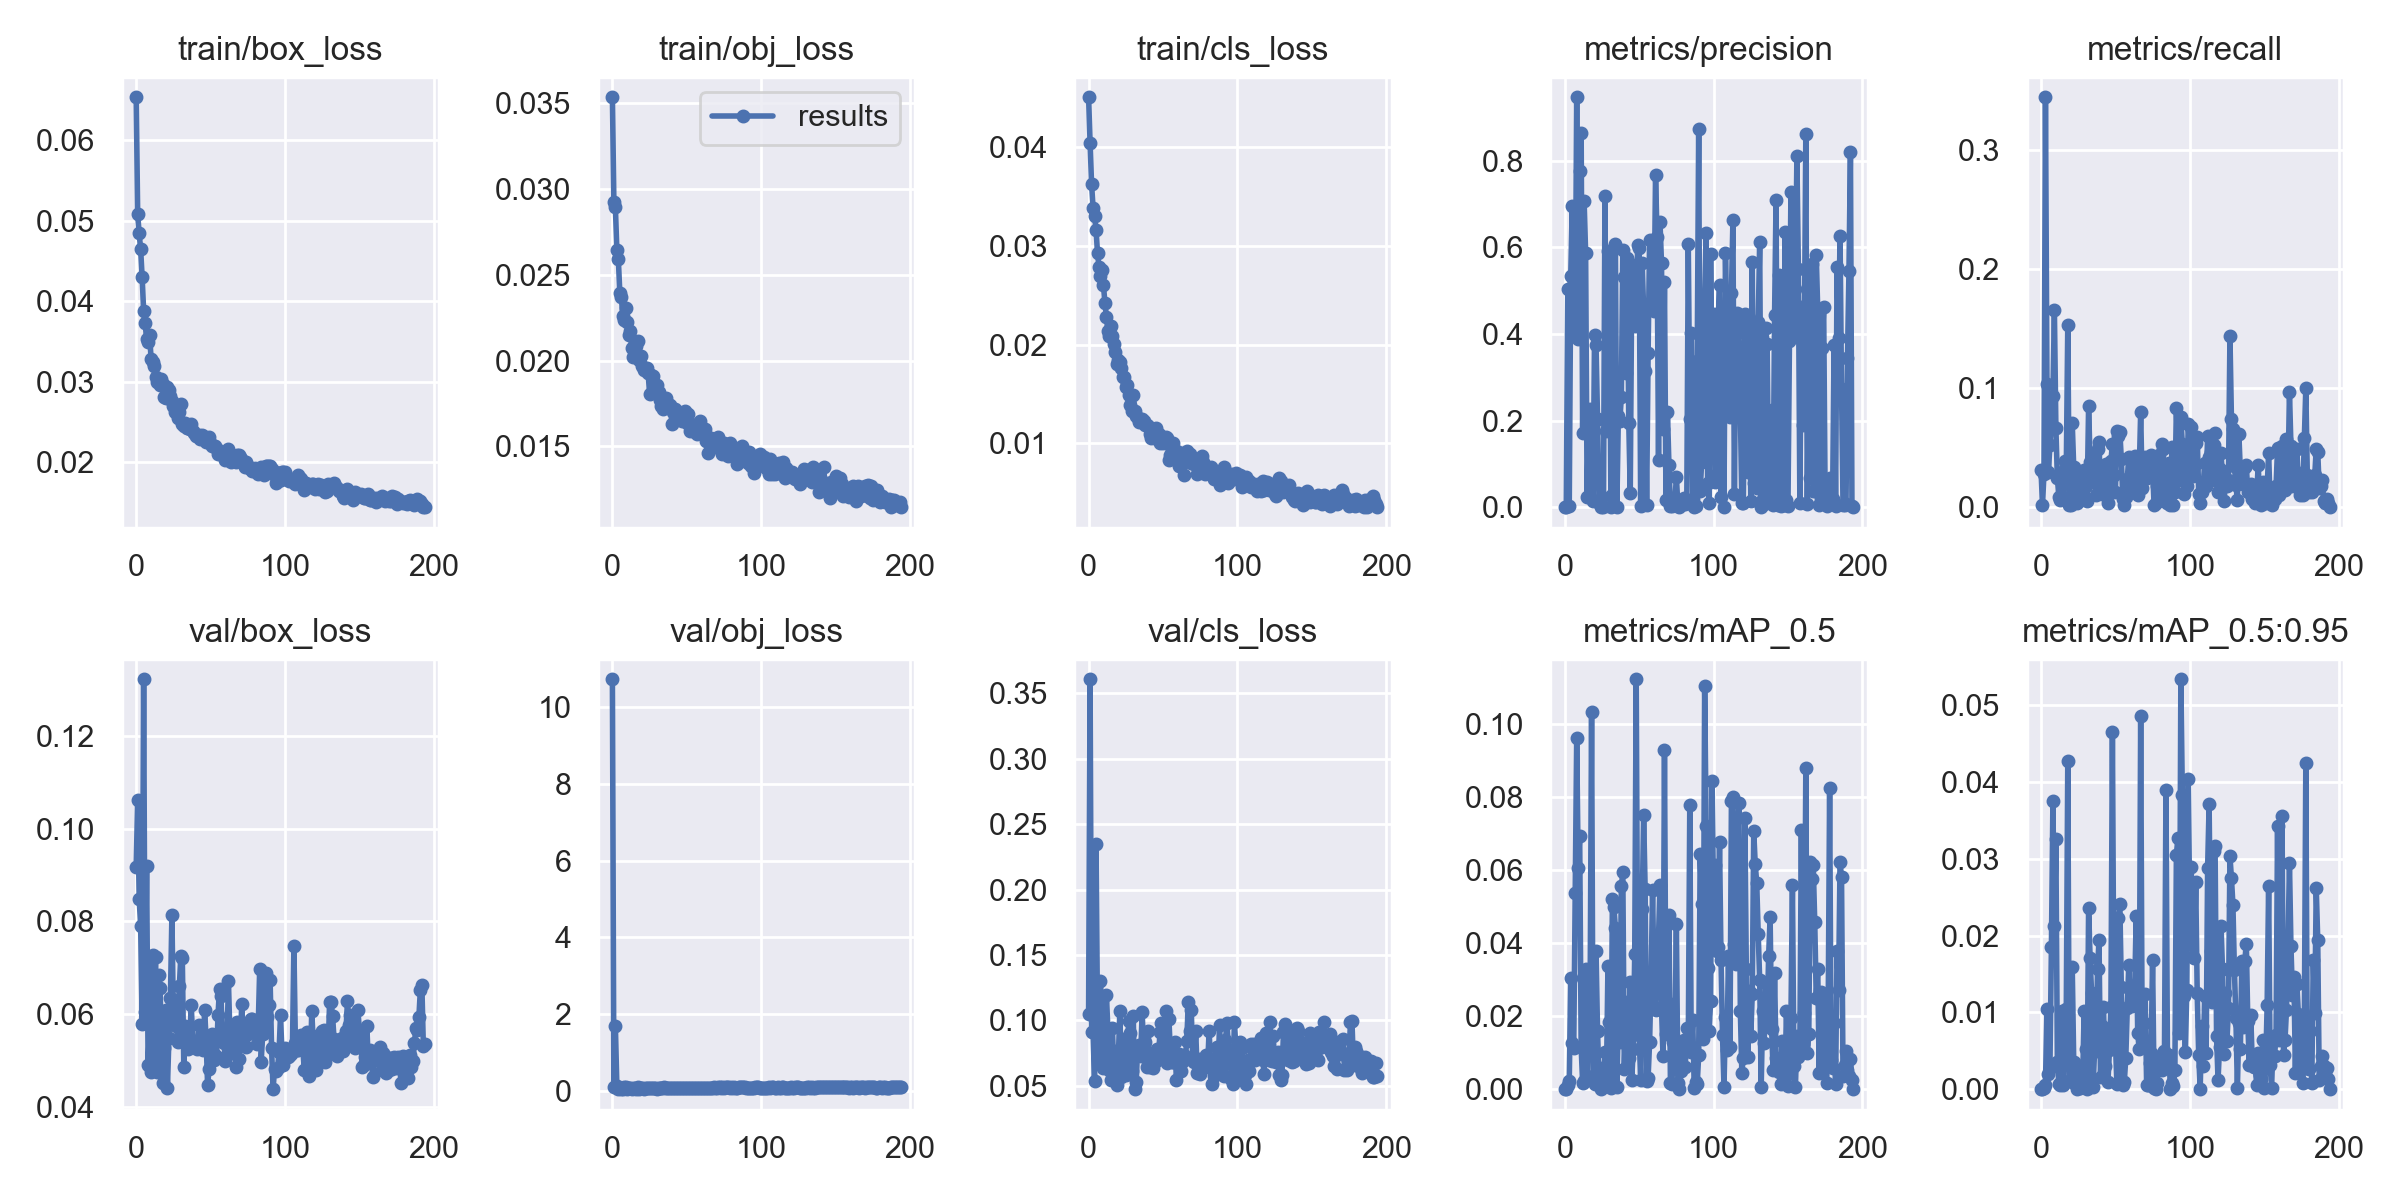 train/box_loss
0.06
0.05
0.04
0.03
0.02
0 100 200
train/obj_loss
results
0.035
0.030
0.025
0.020
0.015
0 100 200
train/cls_loss
0.04
0.03
0.02
0.01
0 100 200
metrics/precision
0.8
0.6
0.4
0.2
0.0
0 100 200
metrics/recall
0.3
0.2
0.1
0.0
0 100 200
val/box_loss
0.12
0.10
0.08
0.06
0.04
0 100 200
val/obj_loss
10
8
6
4
2
0
0 100 200
val/cls_loss
0.35
0.30
0.25
0.20
0.15
0.10
0.05
0 100 200
metrics/mAP_0.5
0.10
0.08
0.06
0.04
0.02
0.00
0 100 200
metrics/mAP_0.5:0.95
0.05
0.04
0.03
0.02
0.01
0.00
0 100 200